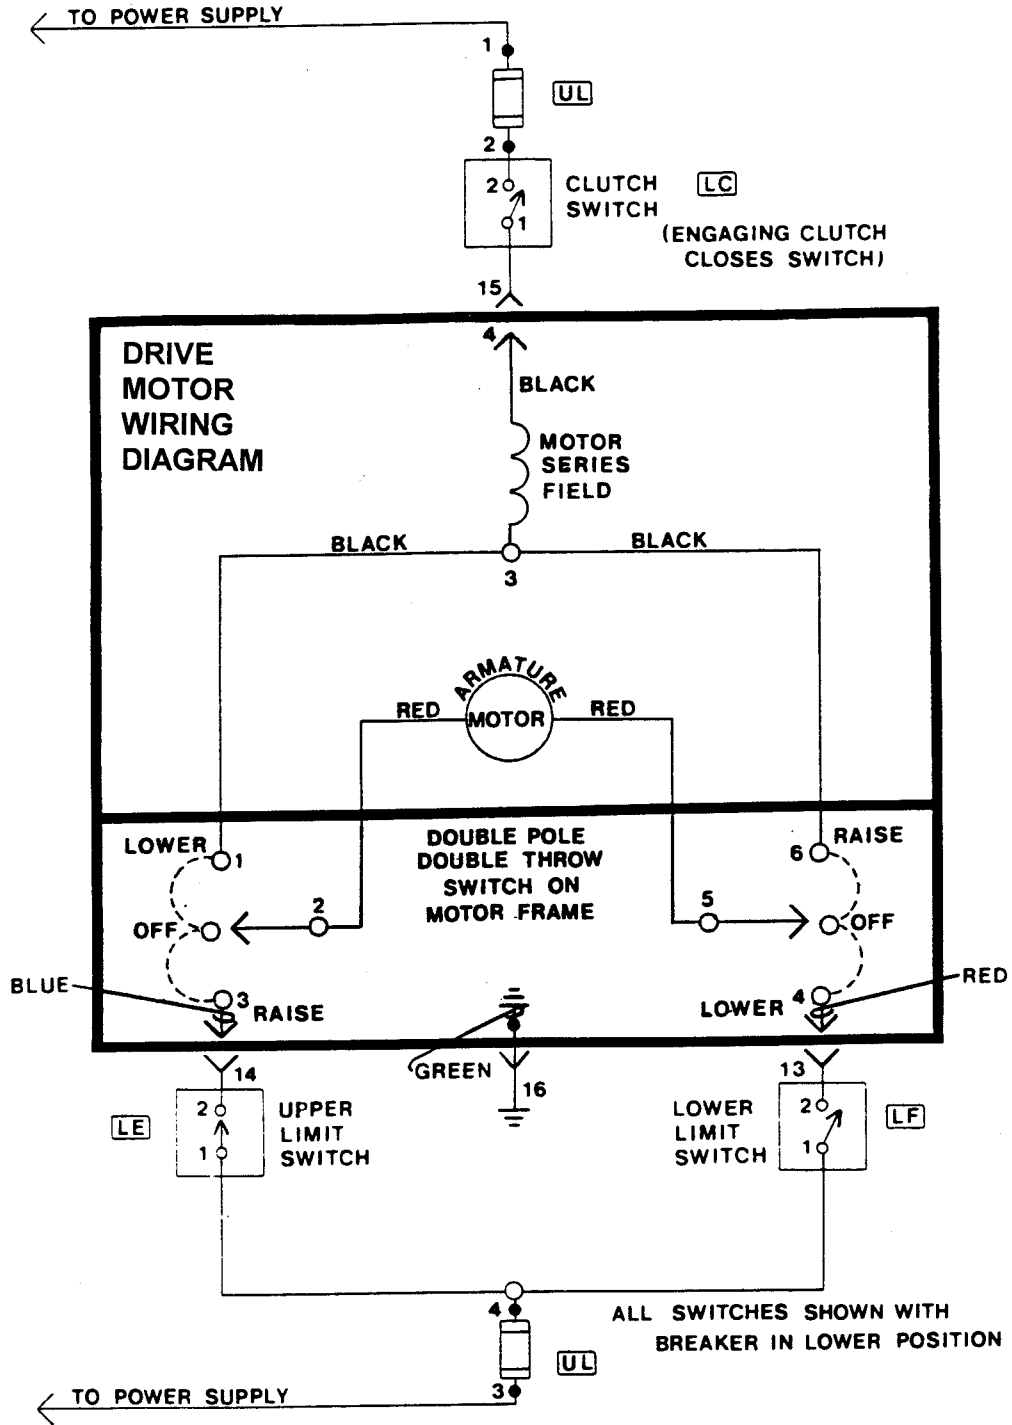 TO POWER SUPPLY
1
UL
2
2
CLUTCH
SWITCH
LC
1
(ENGAGING CLUTCH
CLOSES SWITCH)
15
DRIVE
MOTOR
WIRING
DIAGRAM
4
BLACK
MOTOR
SERIES
FIELD
BLACK
BLACK
3
ARMATURE
RED
MOTOR
RED
LOWER
1
DOUBLE POLE
DOUBLE THROW
SWITCH ON
MOTOR FRAME
6
RAISE
OFF
2
5
OFF
BLUE
3
RAISE
LOWER
4
RED
GREEN
14
16
13
LE
2
1
UPPER
LIMIT
SWITCH
LOWER
LIMIT
SWITCH
2
1
LF
4
ALL SWITCHES SHOWN WITH
BREAKER IN LOWER POSITION
UL
3
TO POWER SUPPLY